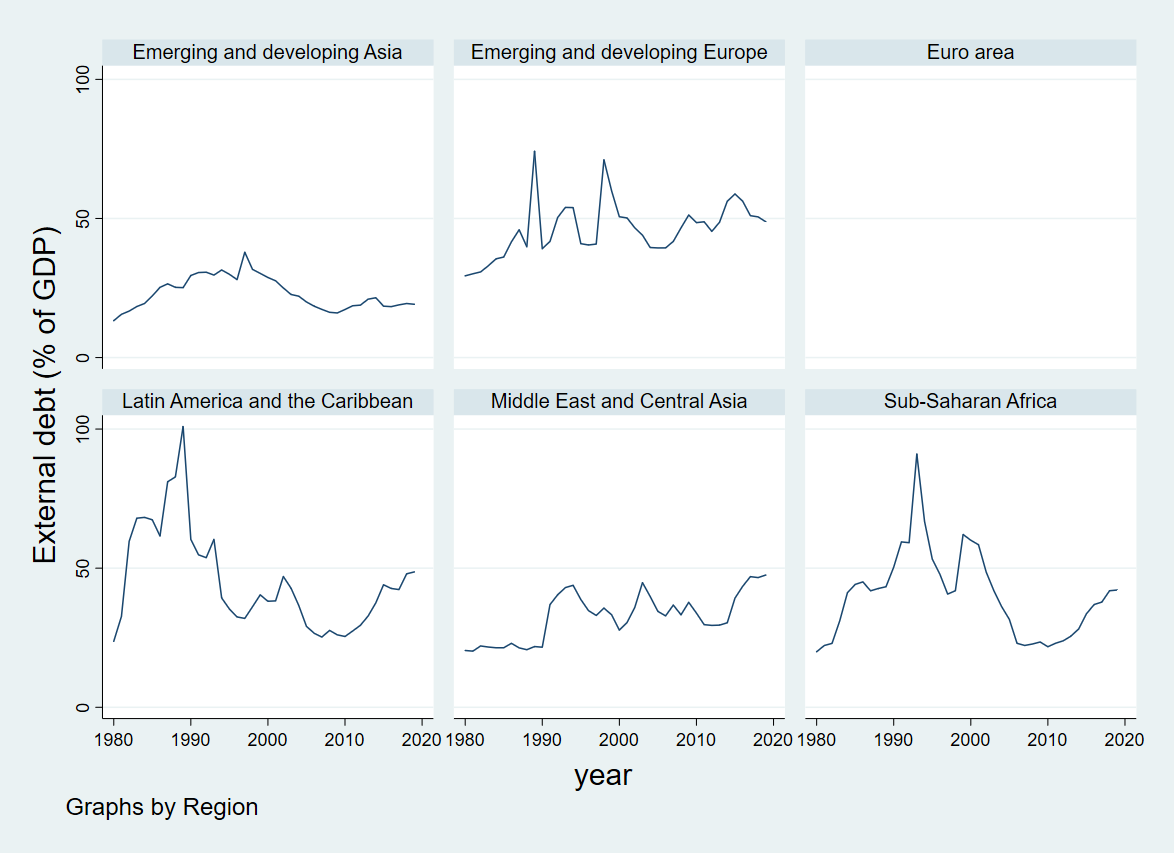 Emerging and developing Asia
Emerging and developing Europe
Euro area
100
50
0
Latin America and the Caribbean
Middle East and Central Asia
Sub-Saharan Africa
100
50
0
External debt (% of GDP)
1980 1990 2000 2010 2020
1980 1990 2000 2010 2020
1980 1990 2000 2010 2020
year
Graphs by Region